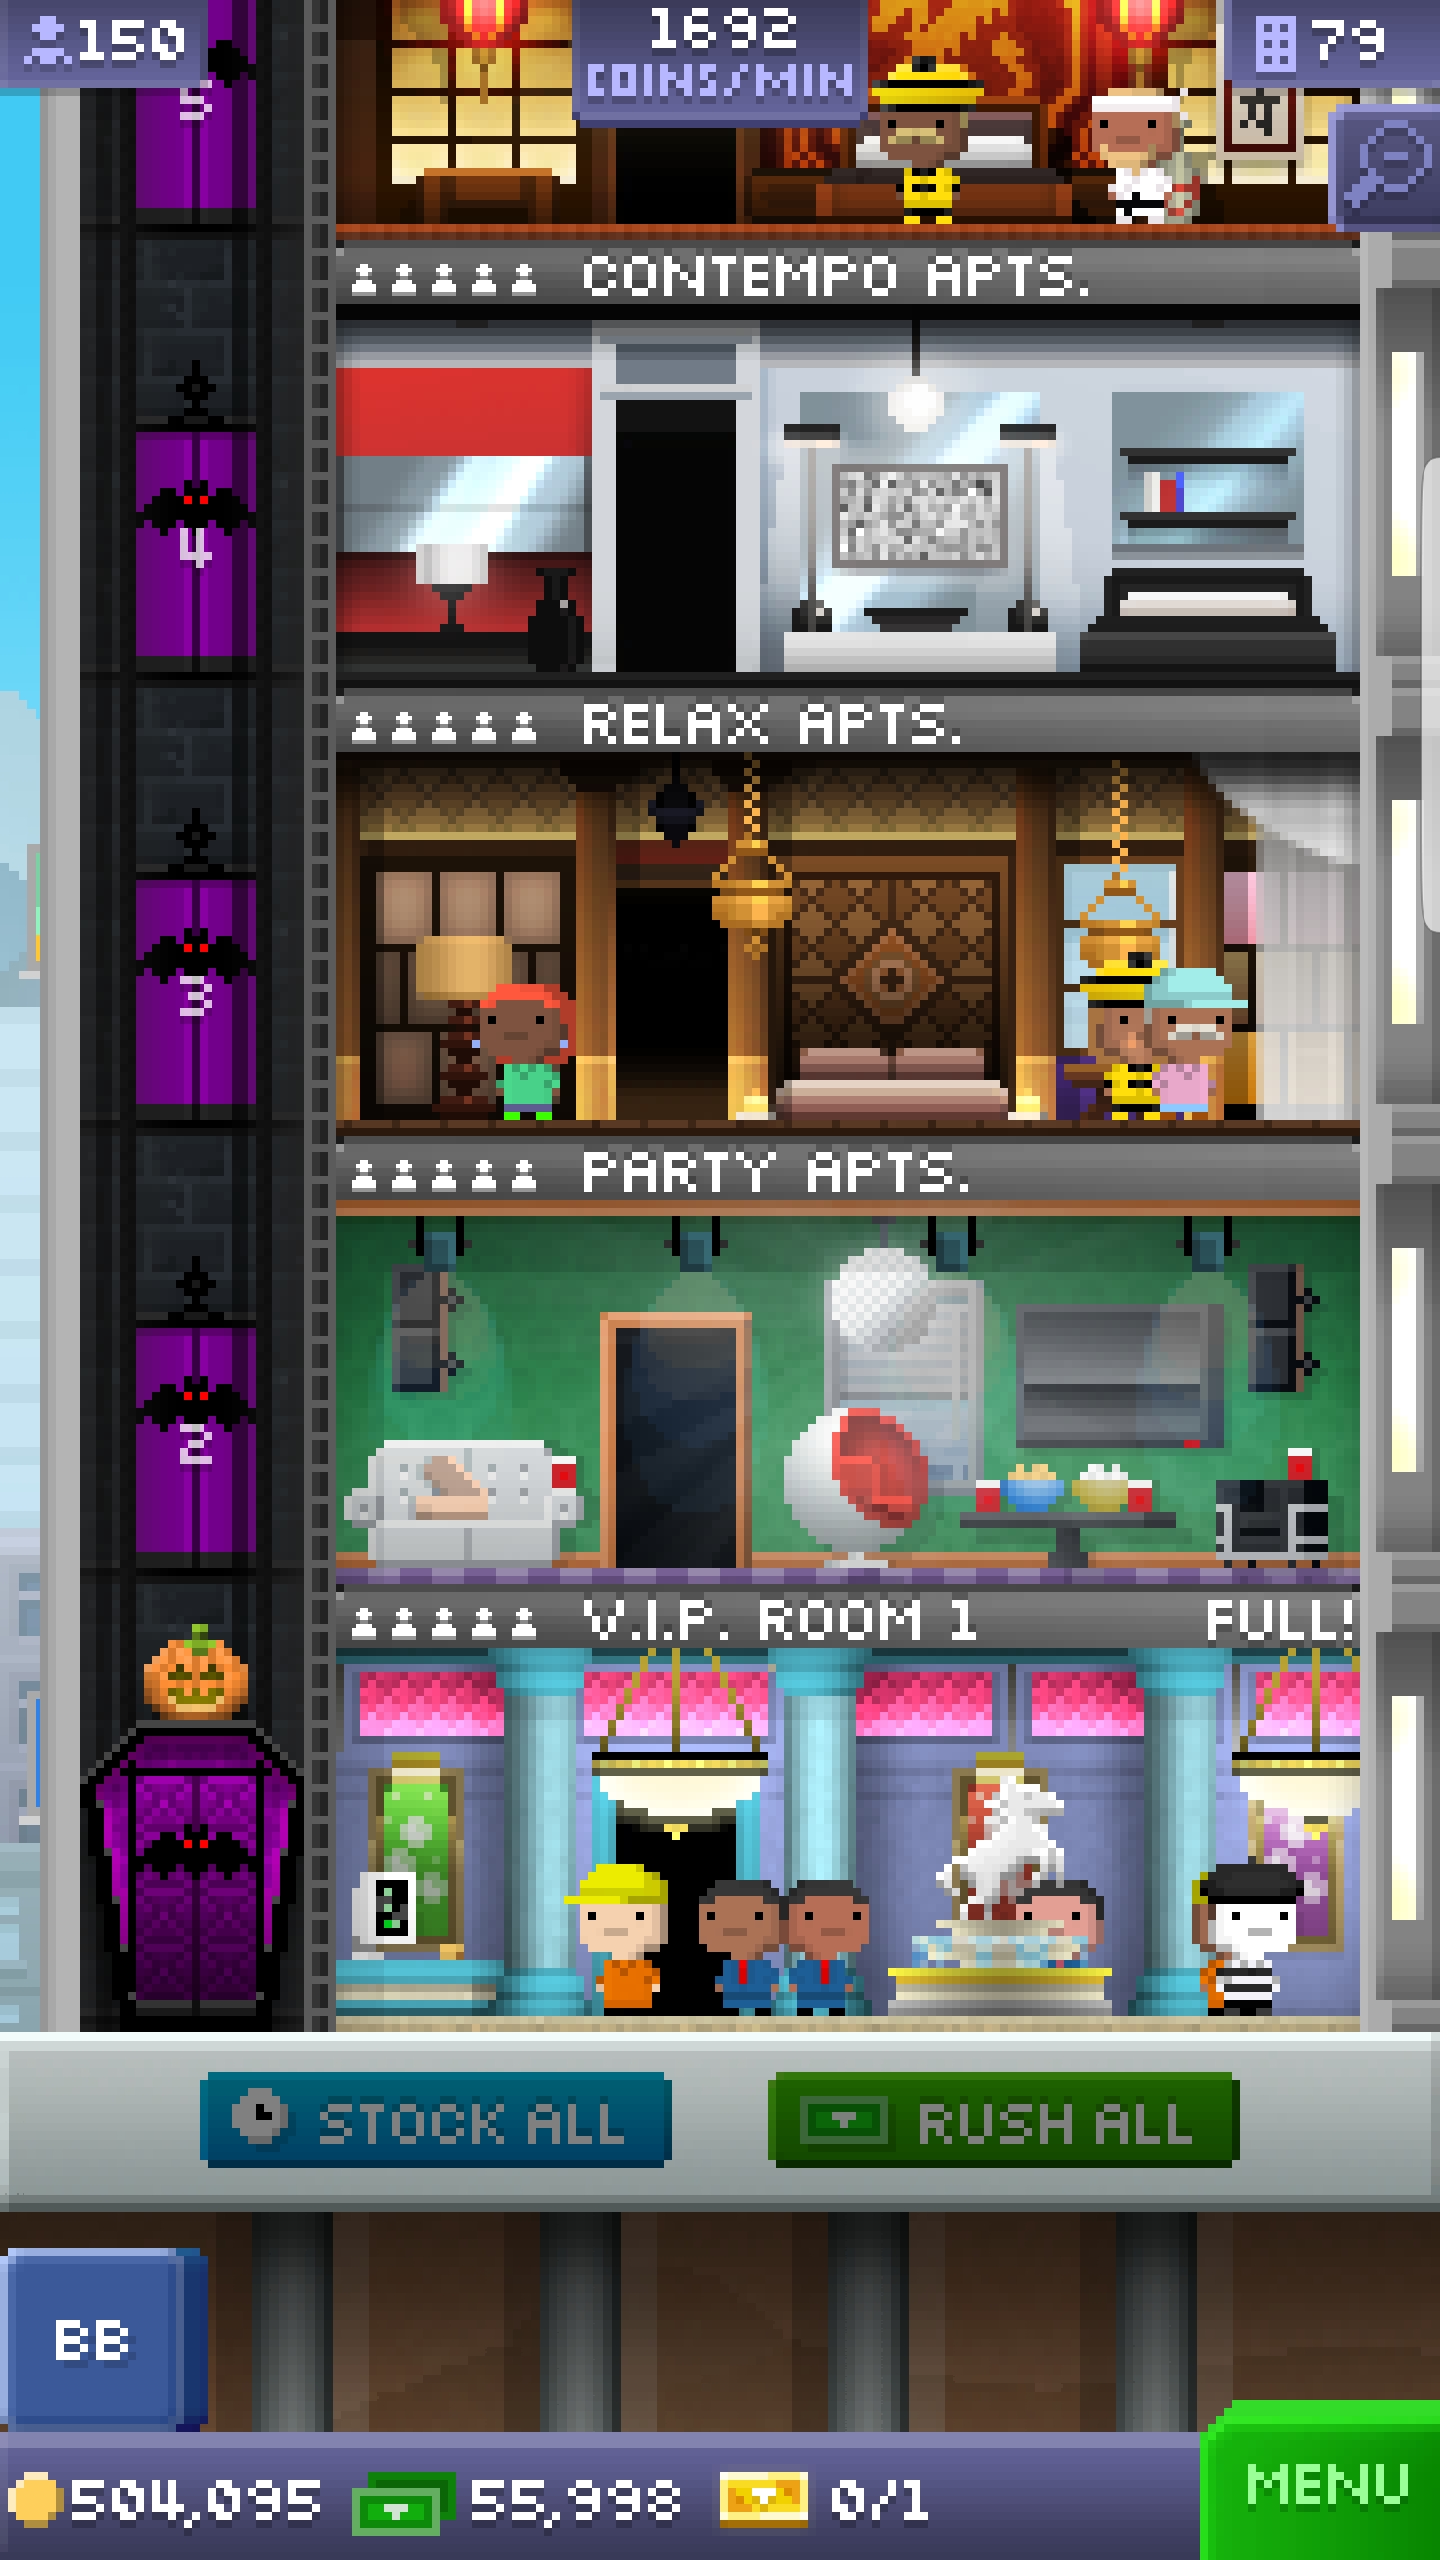 150
1692
COINS/MIN
79
5
CONTEMPO APTS.
4
RELAX APTS.
3
PARTY APTS.
2
V.I.P. ROOM 1 FULL!
STOCK ALL
RUSH ALL
BB
504,095 55,998 0/1
MENU